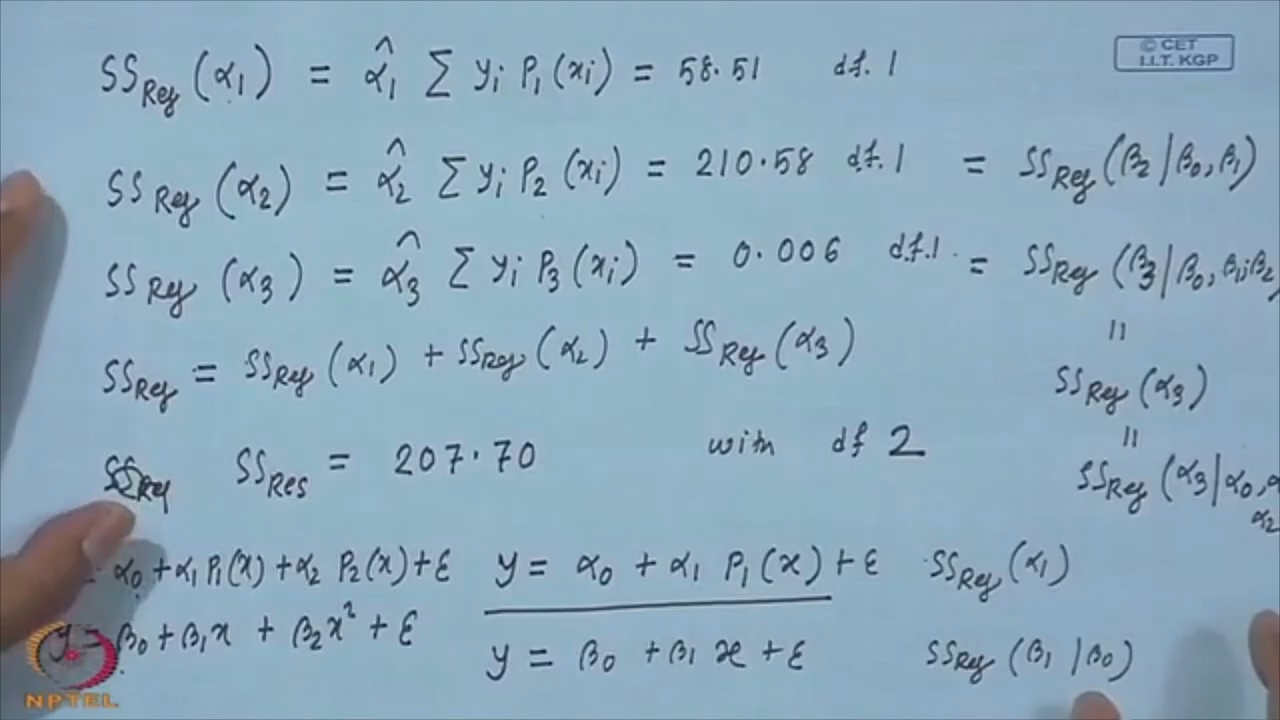 © CET
I.I.T. KGP
SS_Reg (α₁) = α̂₁ Σ yᵢ P₁(xᵢ) = 58.51 d.f. 1
SS_Reg (α₂) = α̂₂ Σ yᵢ P₂(xᵢ) = 210.58 d.f. 1 = SS_Reg (β₂ | β₀, β₁)
SS_Reg (α₃) = α̂₃ Σ yᵢ P₃(xᵢ) = 0.006 d.f. 1. = SS_Reg (β₃ | β₀, β₁, β₂
||
SS_Reg = SS_Reg (α₁) + SS_Reg (α₂) + SS_Reg (α₃)
SS_Reg (α₃)
||
SS_Res = 207.70 with df 2
SS_Reg (α₃ | α₀,
α₂
= α₀ + α₁ P₁(x) + α₂ P₂(x) + ε y = α₀ + α₁ P₁(x) + ε SS_Reg (α₁)
y = β₀ + β₁x + β₂x² + ε y = β₀ + β₁ x + ε SS_Reg (β₁ | β₀)
NPTEL